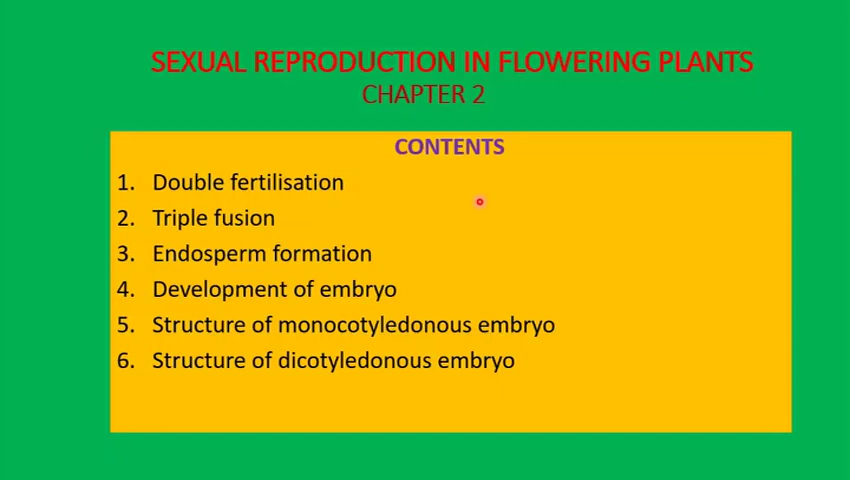 SEXUAL REPRODUCTION IN FLOWERING PLANTS
CHAPTER 2
CONTENTS
1. Double fertilisation
2. Triple fusion
3. Endosperm formation
4. Development of embryo
5. Structure of monocotyledonous embryo
6. Structure of dicotyledonous embryo